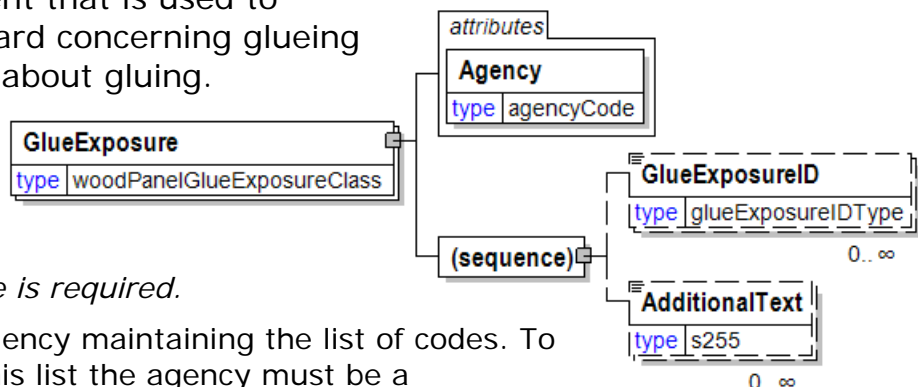 ent that is used to
ard concerning glueing
about gluing.
attributes
Agency
type agencyCode
GlueExposure
type woodPanelGlueExposureClass
GlueExposureID
type glueExposureIDType
0.. ∞
(sequence)
AdditionalText
type s255
0.. ∞
e is required.
ency maintaining the list of codes. To
is list the agency must be a